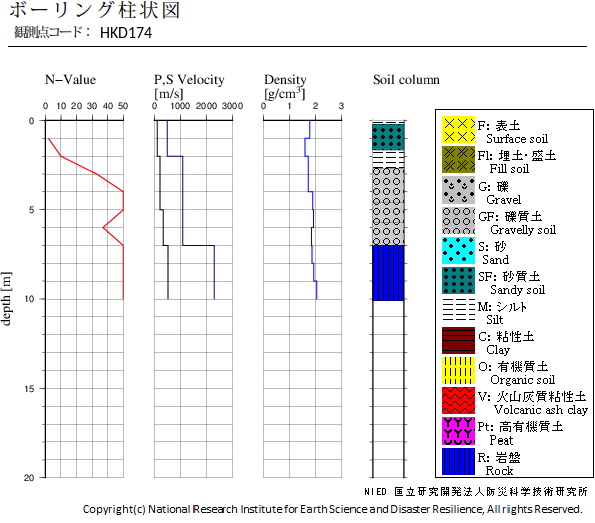 ボーリング柱状図
観測点コード： HKD174
N−Value
P,S Velocity
[m/s]
Density
[g/cm3]
Soil column
0 10 20 30 40 50
0 1000 2000 3000
0 1 2 3
0
5
10
15
20
depth [m]
F: 表土
Surface soil
Fl: 埋土・盛土
Fill soil
G: 礫
Gravel
GF: 礫質土
Gravelly soil
S: 砂
Sand
SF: 砂質土
Sandy soil
M: シルト
Silt
C: 粘性土
Clay
O: 有機質土
Organic soil
V: 火山灰質粘性土
Volcanic ash clay
Pt: 高有機質土
Peat
R: 岩盤
Rock
NIED 国立研究開発法人防災科学技術研究所
Copyright(c) National Research Institute for Earth Science and Disaster Resilience, All rights Reserved.